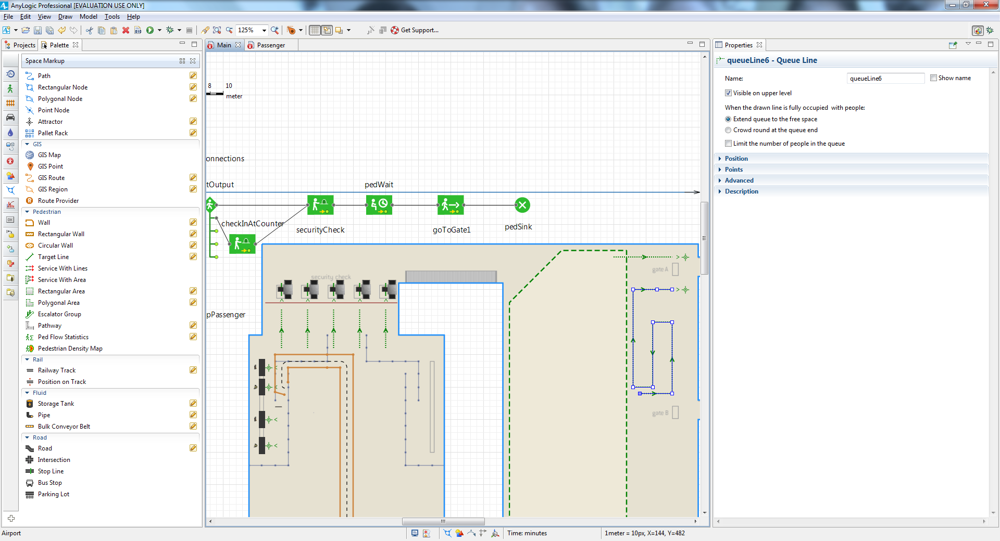 AnyLogic Professional [EVALUATION USE ONLY]
File Edit View Draw Model Tools Help
125%
Get Support...
Projects
Palette
Main
Passenger
Properties
Space Markup
Path
Rectangular Node
Polygonal Node
Point Node
Attractor
Pallet Rack
GIS
GIS Map
GIS Point
GIS Route
GIS Region
Route Provider
Pedestrian
Wall
Rectangular Wall
Circular Wall
Target Line
Service With Lines
Service With Area
Rectangular Area
Polygonal Area
Escalator Group
Pathway
Ped Flow Statistics
Pedestrian Density Map
Rail
Railway Track
Position on Track
Fluid
Storage Tank
Pipe
Bulk Conveyor Belt
Road
Road
Intersection
Stop Line
Bus Stop
Parking Lot
OK
8 10
meter
onnections
tOutput
pedWait
checkInAtCounter
securityCheck
goToGate1
pedSink
security check
gate A
pPassenger
gate B
queueLine6 - Queue Line
Name:
queueLine6
Show name
Visible on upper level
When the drawn line is fully occupied with people:
Extend queue to the free space
Crowd round at the queue end
Limit the number of people in the queue
Position
Points
Advanced
Description
Airport
Time: minutes
1meter = 10px, X=144, Y=482